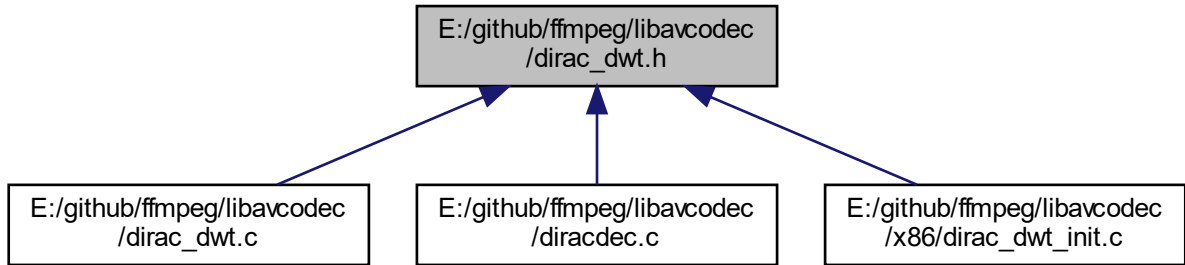 E:/github/ffmpeg/libavcodec
/dirac_dwt.h
E:/github/ffmpeg/libavcodec
/dirac_dwt.c
E:/github/ffmpeg/libavcodec
/diracdec.c
E:/github/ffmpeg/libavcodec
/x86/dirac_dwt_init.c